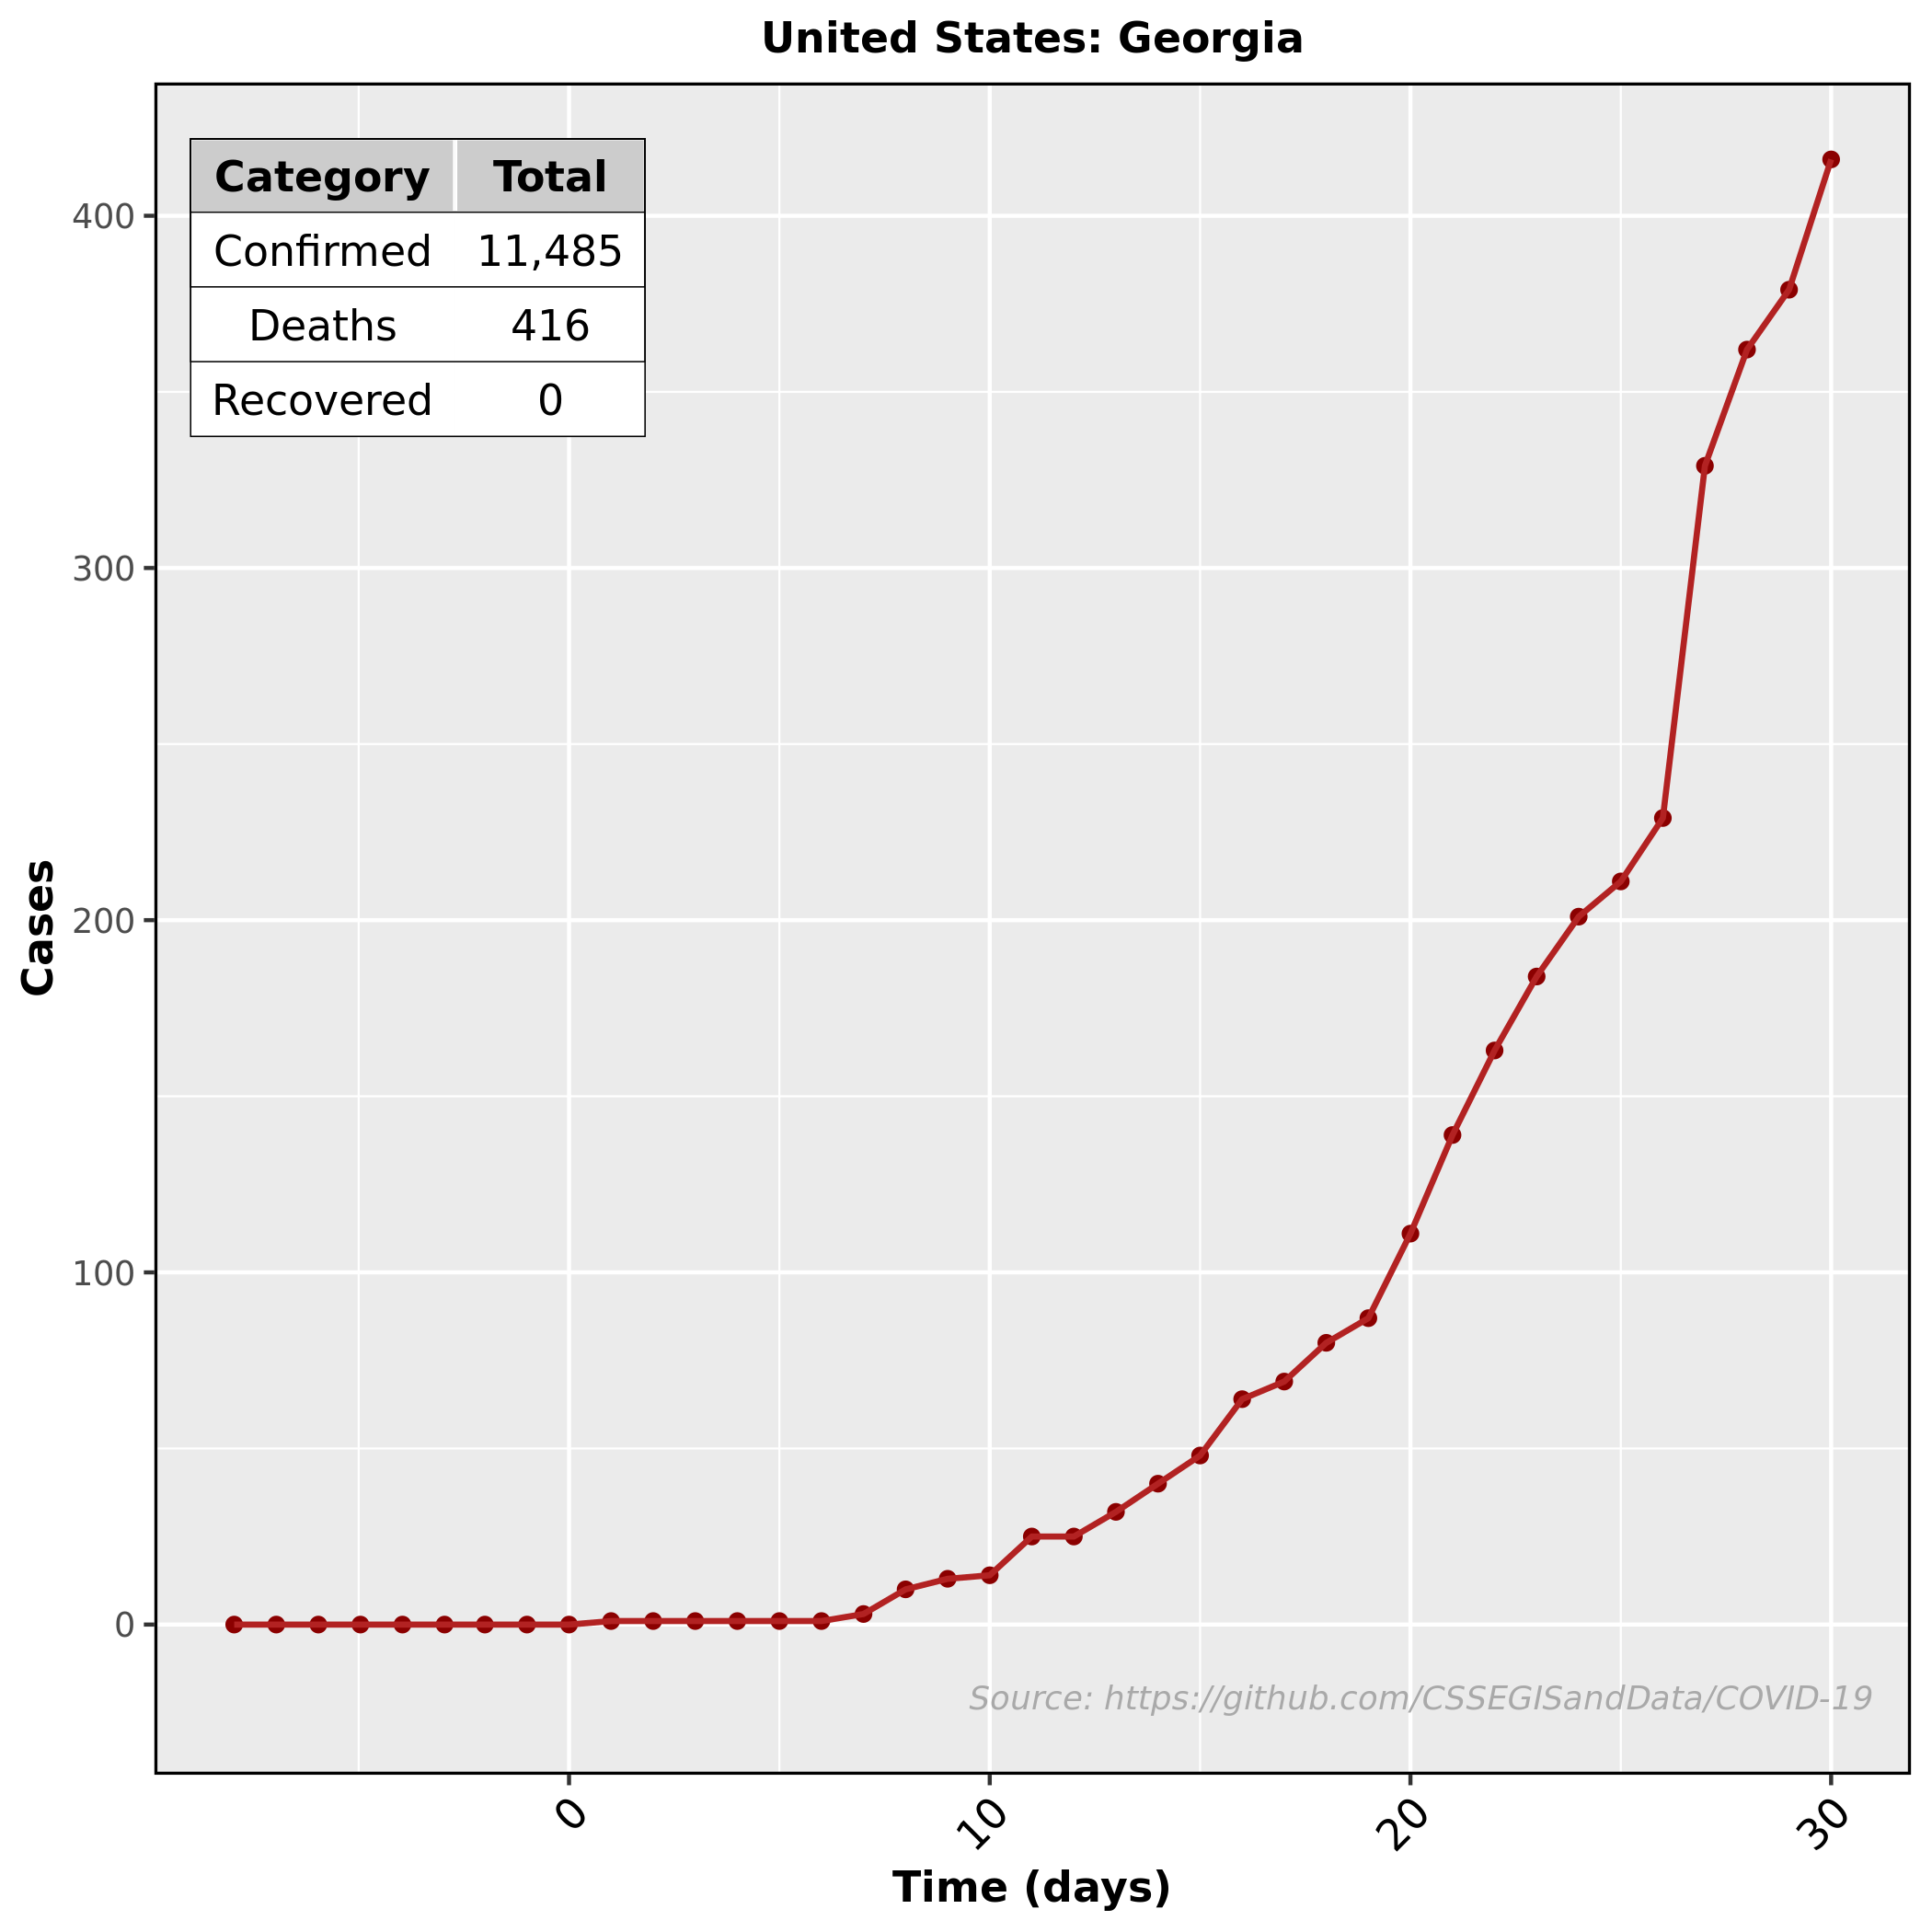 United States: Georgia
Category Total
Confirmed 11,485
Deaths 416
Recovered 0
400
300
200
100
0
Cases
Source: https://github.com/CSSEGISandData/COVID-19
0 10 20 30
Time (days)